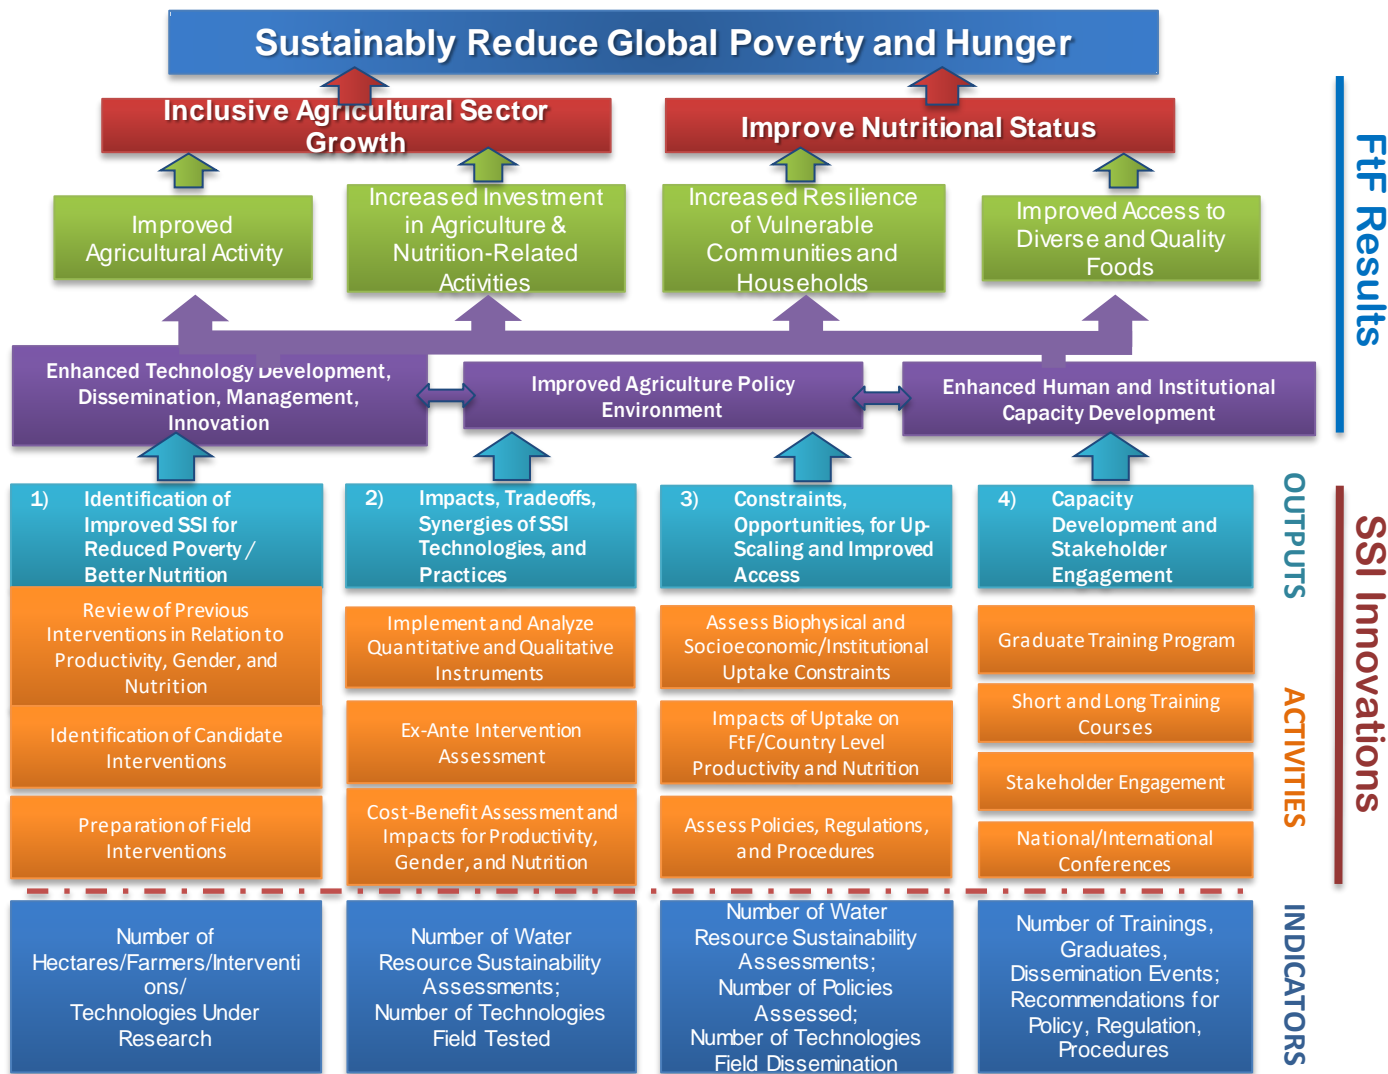 Sustainably Reduce Global Poverty and Hunger
Inclusive Agricultural Sector
Growth
Improve Nutritional Status
Improved
Agricultural Activity
Increased Investment
in Agriculture &
Nutrition-Related
Activities
Increased Resilience
of Vulnerable
Communities and
Households
Improved Access to
Diverse and Quality
Foods
FtF Results
Enhanced Technology Development,
Dissemination, Management,
Innovation
Improved Agriculture Policy
Environment
Enhanced Human and Institutional
Capacity Development
1) Identification of
Improved SSI for
Reduced Poverty /
Better Nutrition
2) Impacts, Tradeoffs,
Synergies of SSI
Technologies, and
Practices
3) Constraints,
Opportunities, for Up-
Scaling and Improved
Access
4) Capacity
Development and
Stakeholder
Engagement
OUTPUTS
SSI Innovations
Review of Previous
Interventions in Relation to
Productivity, Gender, and
Nutrition
Identification of Candidate
Interventions
Preparation of Field
Interventions
Implement and Analyze
Quantitative and Qualitative
Instruments
Ex-Ante Intervention
Assessment
Cost-Benefit Assessment and
Impacts for Productivity,
Gender, and Nutrition
Assess Biophysical and
Socioeconomic/Institutional
Uptake Constraints
Impacts of Uptake on
FtF/Country Level
Productivity and Nutrition
Assess Policies, Regulations,
and Procedures
Graduate Training Program
Short and Long Training
Courses
Stakeholder Engagement
National/International
Conferences
ACTIVITIES
Number of
Hectares/Farmers/Interventi
ons/
Technologies Under
Research
Number of Water
Resource Sustainability
Assessments;
Number of Technologies
Field Tested
Number of Water
Resource Sustainability
Assessments;
Number of Policies
Assessed;
Number of Technologies
Field Dissemination
Number of Trainings,
Graduates,
Dissemination Events;
Recommendations for
Policy, Regulation,
Procedures
INDICATORS